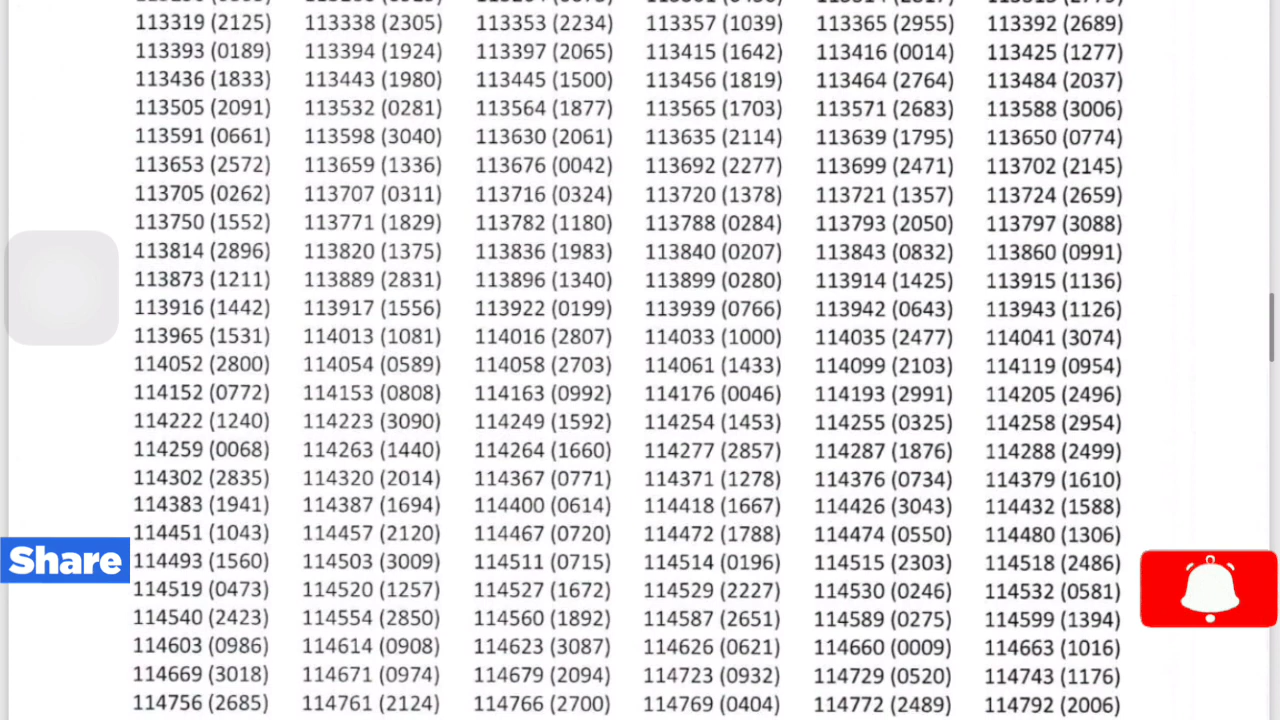 113319 (2125) 113338 (2305) 113353 (2234) 113357 (1039) 113365 (2955) 113392 (2689)
113393 (0189) 113394 (1924) 113397 (2065) 113415 (1642) 113416 (0014) 113425 (1277)
113436 (1833) 113443 (1980) 113445 (1500) 113456 (1819) 113464 (2764) 113484 (2037)
113505 (2091) 113532 (0281) 113564 (1877) 113565 (1703) 113571 (2683) 113588 (3006)
113591 (0661) 113598 (3040) 113630 (2061) 113635 (2114) 113639 (1795) 113650 (0774)
113653 (2572) 113659 (1336) 113676 (0042) 113692 (2277) 113699 (2471) 113702 (2145)
113705 (0262) 113707 (0311) 113716 (0324) 113720 (1378) 113721 (1357) 113724 (2659)
113750 (1552) 113771 (1829) 113782 (1180) 113788 (0284) 113793 (2050) 113797 (3088)
113814 (2896) 113820 (1375) 113836 (1983) 113840 (0207) 113843 (0832) 113860 (0991)
113873 (1211) 113889 (2831) 113896 (1340) 113899 (0280) 113914 (1425) 113915 (1136)
113916 (1442) 113917 (1556) 113922 (0199) 113939 (0766) 113942 (0643) 113943 (1126)
113965 (1531) 114013 (1081) 114016 (2807) 114033 (1000) 114035 (2477) 114041 (3074)
114052 (2800) 114054 (0589) 114058 (2703) 114061 (1433) 114099 (2103) 114119 (0954)
114152 (0772) 114153 (0808) 114163 (0992) 114176 (0046) 114193 (2991) 114205 (2496)
114222 (1240) 114223 (3090) 114249 (1592) 114254 (1453) 114255 (0325) 114258 (2954)
114259 (0068) 114263 (1440) 114264 (1660) 114277 (2857) 114287 (1876) 114288 (2499)
114302 (2835) 114320 (2014) 114367 (0771) 114371 (1278) 114376 (0734) 114379 (1610)
114383 (1941) 114387 (1694) 114400 (0614) 114418 (1667) 114426 (3043) 114432 (1588)
114451 (1043) 114457 (2120) 114467 (0720) 114472 (1788) 114474 (0550) 114480 (1306)
Share 114493 (1560) 114503 (3009) 114511 (0715) 114514 (0196) 114515 (2303) 114518 (2486)
114519 (0473) 114520 (1257) 114527 (1672) 114529 (2227) 114530 (0246) 114532 (0581)
114540 (2423) 114554 (2850) 114560 (1892) 114587 (2651) 114589 (0275) 114599 (1394)
114603 (0986) 114614 (0908) 114623 (3087) 114626 (0621) 114660 (0009) 114663 (1016)
114669 (3018) 114671 (0974) 114679 (2094) 114723 (0932) 114729 (0520) 114743 (1176)
114756 (2685) 114761 (2124) 114766 (2700) 114769 (0404) 114772 (2489) 114792 (2006)